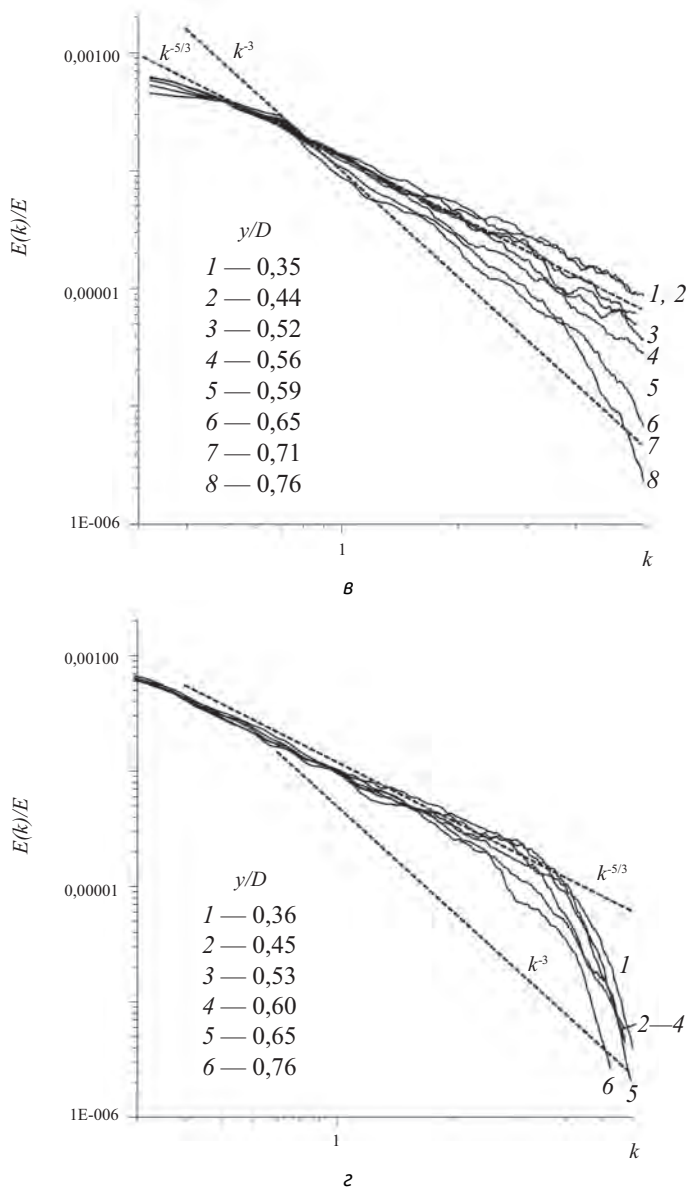 k^-5/3
k^-3
0,00100
E(k)/E
y/D
1 — 0,35
2 — 0,44
3 — 0,52
4 — 0,56
5 — 0,59
6 — 0,65
7 — 0,71
8 — 0,76
0,00001
1, 2
3
4
5
6
7
8
1E-006
1
k
в
0,00100
E(k)/E
y/D
1 — 0,36
2 — 0,45
3 — 0,53
4 — 0,60
5 — 0,65
6 — 0,76
0,00001
k^-5/3
k^-3
1
2—4
6
5
1E-006
1
k
г